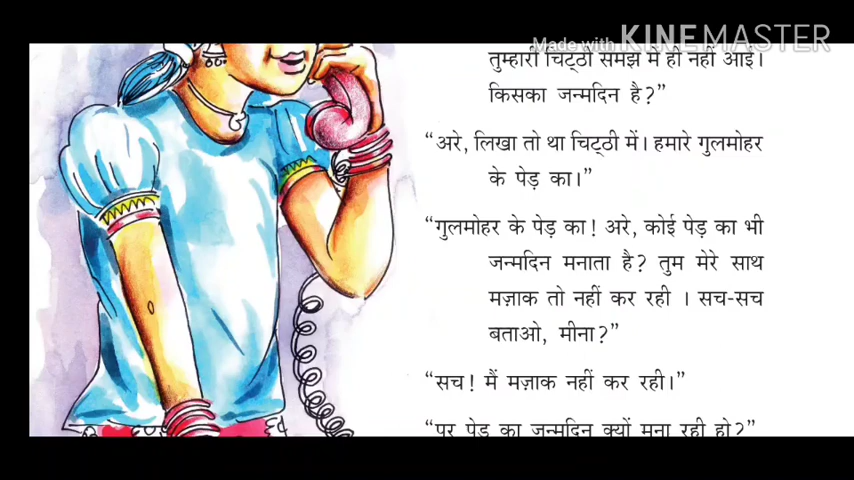 Made with KINEMASTER
तुम्हारी चिट्ठी समझ में ही नहीं आई।
किसका जन्मदिन है?”
“अरे, लिखा तो था चिट्ठी में। हमारे गुलमोहर
के पेड़ का।”
“गुलमोहर के पेड़ का! अरे, कोई पेड़ का भी
जन्मदिन मनाता है? तुम मेरे साथ
मज़ाक तो नहीं कर रही । सच-सच
बताओ, मीना?”
“सच! मैं मज़ाक नहीं कर रही।”
“पर पेड़ का जन्मदिन क्यों मना रही हो?”